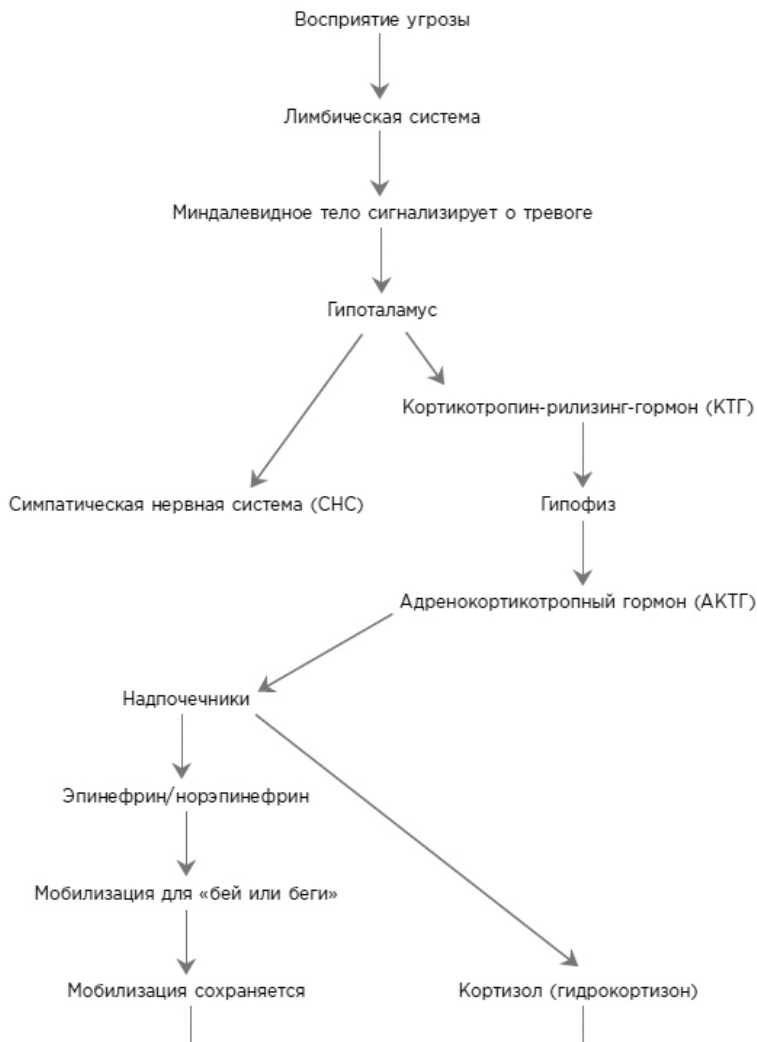 Восприятие угрозы
Лимбическая система
Миндалевидное тело сигнализирует о тревоге
Гипоталамус
Кортикотропин-рилизинг-гормон (КТГ)
Симпатическая нервная система (СНС)
Гипофиз
Адренокортикотропный гормон (АКТГ)
Надпочечники
Эпинефрин/норэпинефрин
Мобилизация для «бей или беги»
Мобилизация сохраняется
Кортизол (гидрокортизон)